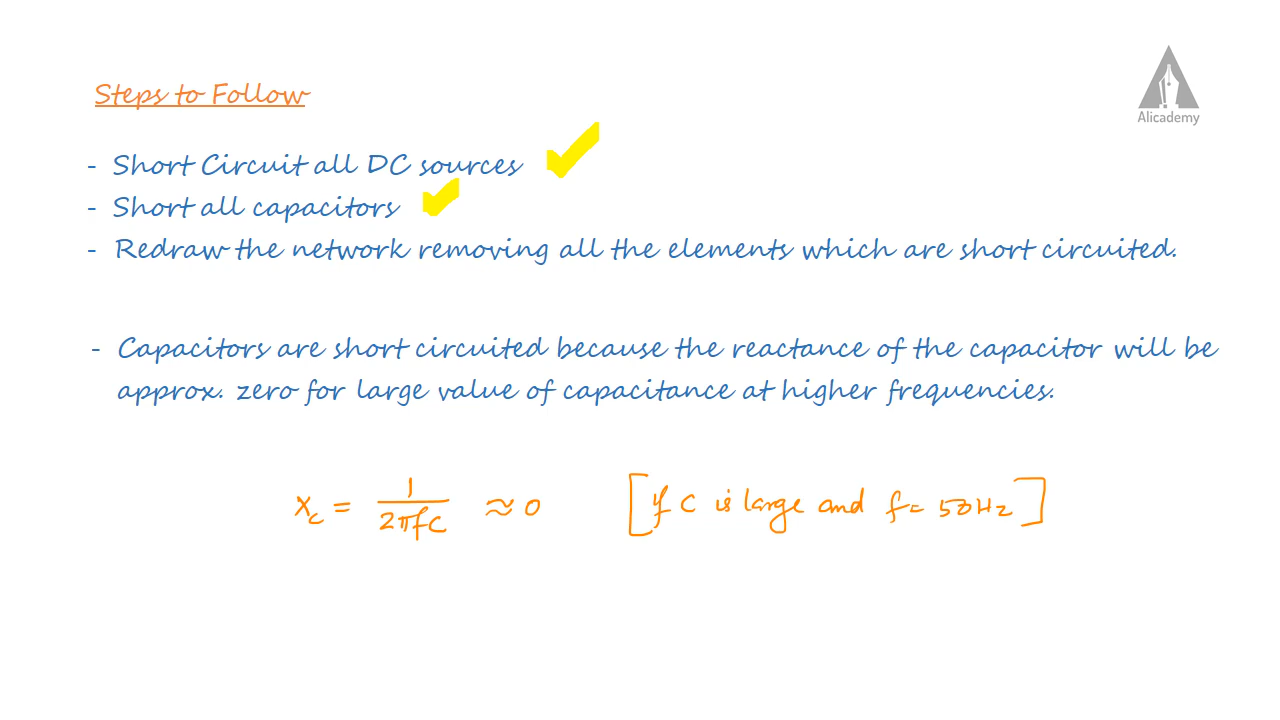 Steps to Follow
Alicademy
- Short Circuit all DC sources
- Short all capacitors
- Redraw the network removing all the elements which are short circuited.
- Capacitors are short circuited because the reactance of the capacitor will be
approx. zero for large value of capacitance at higher frequencies.
Xc = 1/2πfC ≈ 0 [if C is large and f = 50Hz]